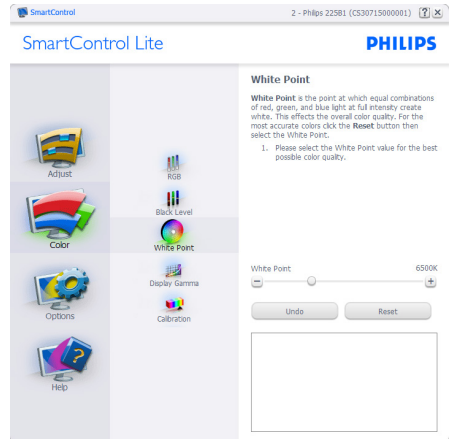 SmartControl
2 - Philips 225B1 (CS30715000001)
?
×
SmartControl Lite
PHILIPS
Adjust
Color
Options
Help
RGB
Black Level
White Point
Display Gamma
Calibration
White Point
White Point is the point at which equal combinations
of red, green, and blue light at full intensity create
white. This effects the overall color quality. For the
most accurate colors click the Reset button then
select the White Point.
1. Please select the White Point value for the best
possible color quality.
White Point 6500K
Undo
Reset